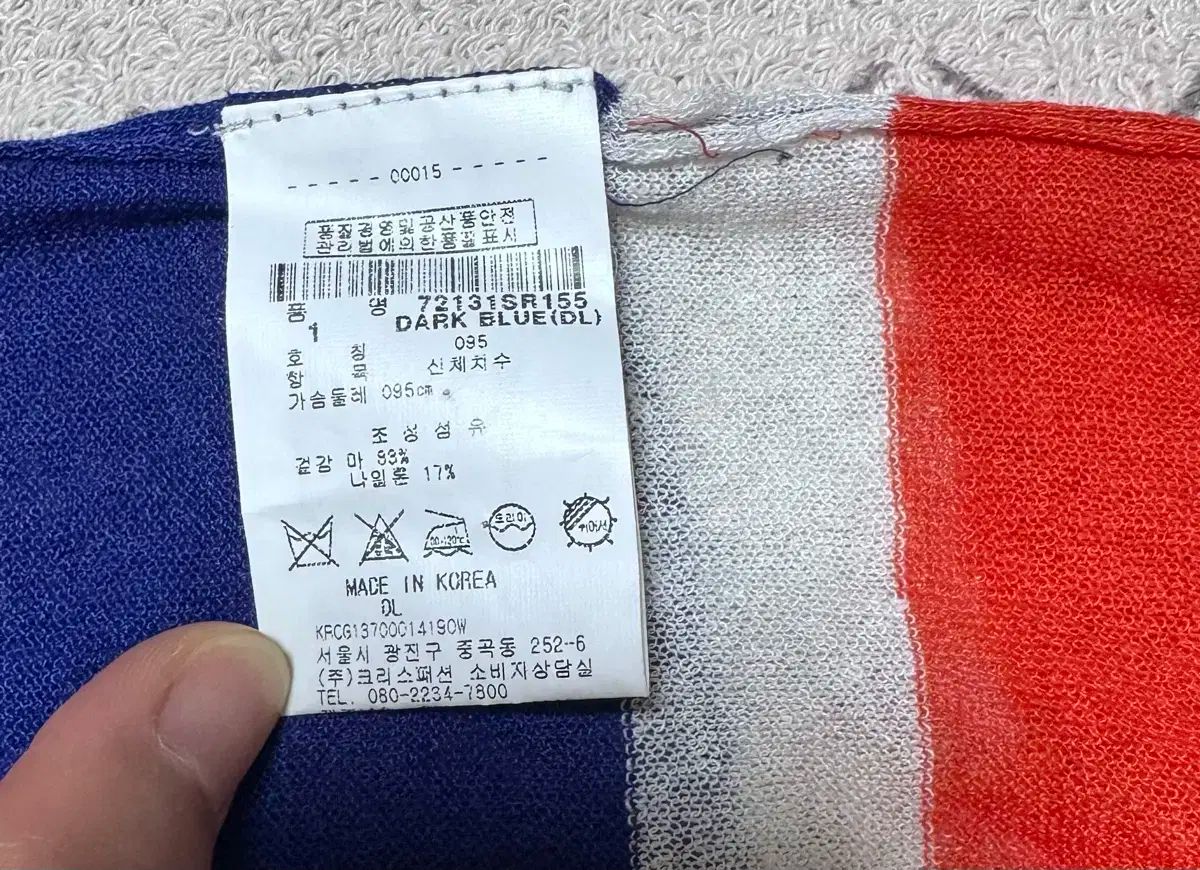 - - - - - 00015 - - - - -
품질경영및공산품안전
관리법에의한품질표시
품 명 72131SR155
1 DARK BLUE(DL)
호 칭 095
항 목 신체치수
가슴둘레 095cm
조 성 섬 유
겉감 마 83%
나일론 17%
드라이
MADE IN KOREA
DL
KRCG13700014190W
서울시 광진구 중곡동 252-6
(주)크리스패션 소비자상담실
TEL. 080-2234-7800